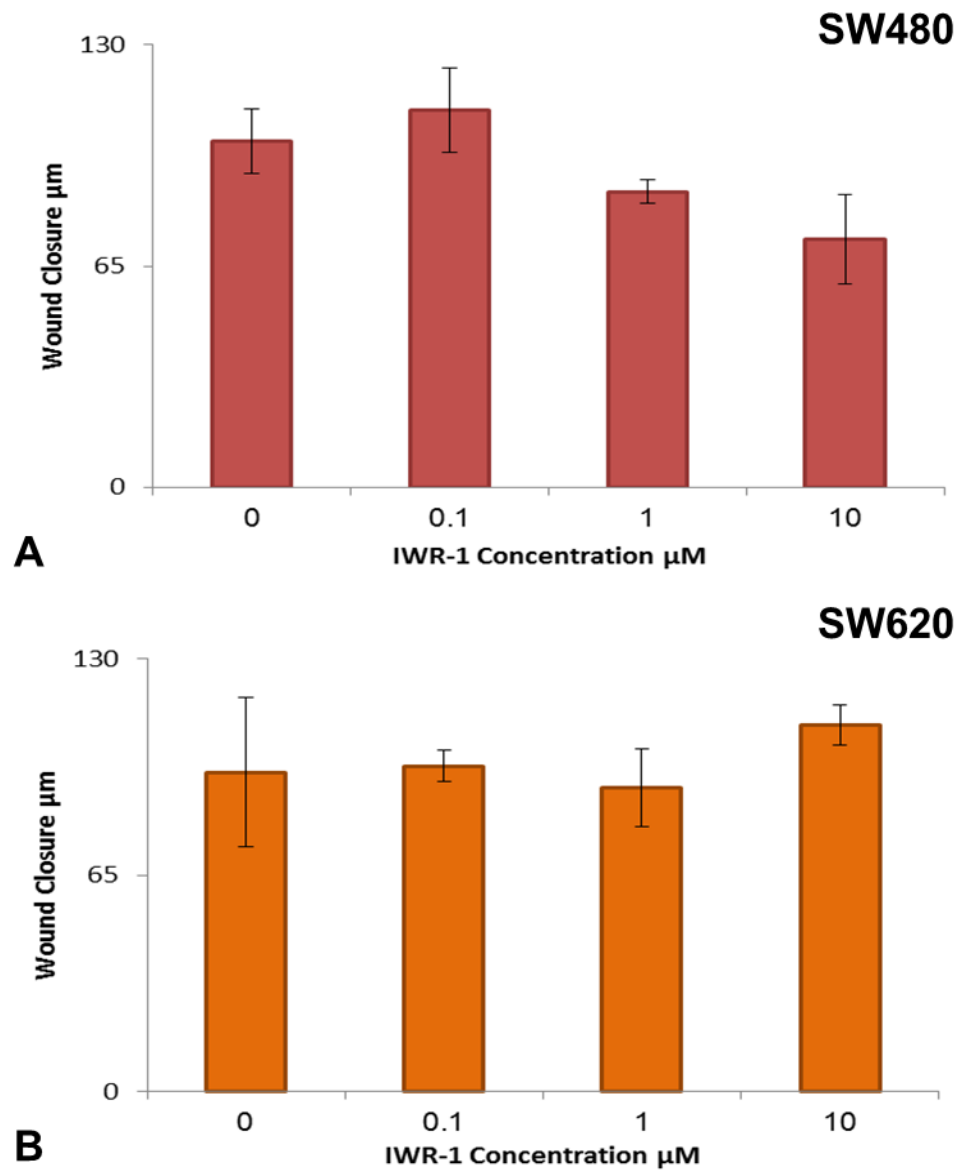 SW480
130
65
0
Wound Closure µm
0 0.1 1 10
IWR-1 Concentration µM
A
SW620
130
65
0
Wound Closure µm
0 0.1 1 10
IWR-1 Concentration µM
B